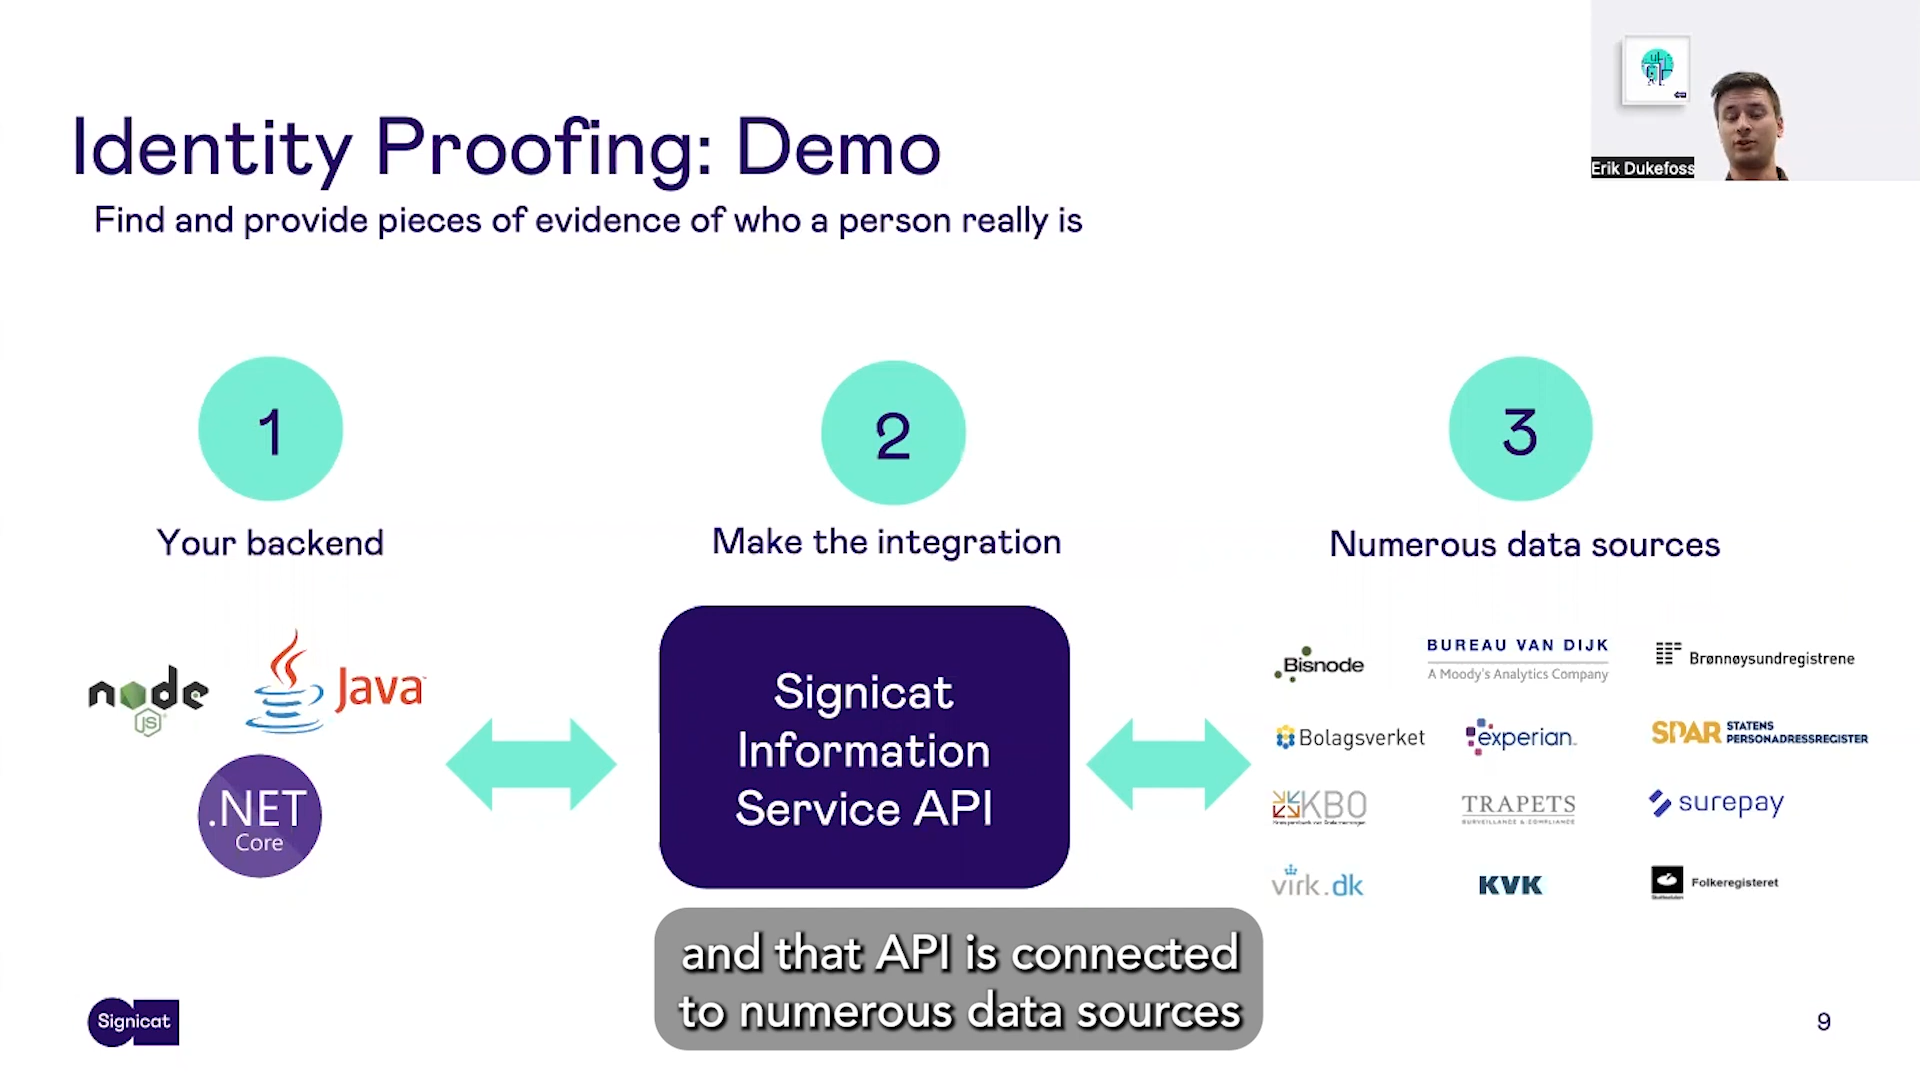 Identity Proofing: Demo
Find and provide pieces of evidence of who a person really is
Erik Dukefoss
1
2
3
Your backend
Make the integration
Numerous data sources
node
JS
Java
.NET
Core
Signicat
Information
Service API
Bisnode
BUREAU VAN DIJK
A Moody's Analytics Company
Brønnøysundregistrene
Bolagsverket
experian
SPAR STATENS
PERSONADRESSREGISTER
KBO
TRAPETS
SURVEILLANCE & COMPLIANCE
surepay
virk.dk
KVK
Folkeregisteret
and that API is connected
to numerous data sources
Signicat
9